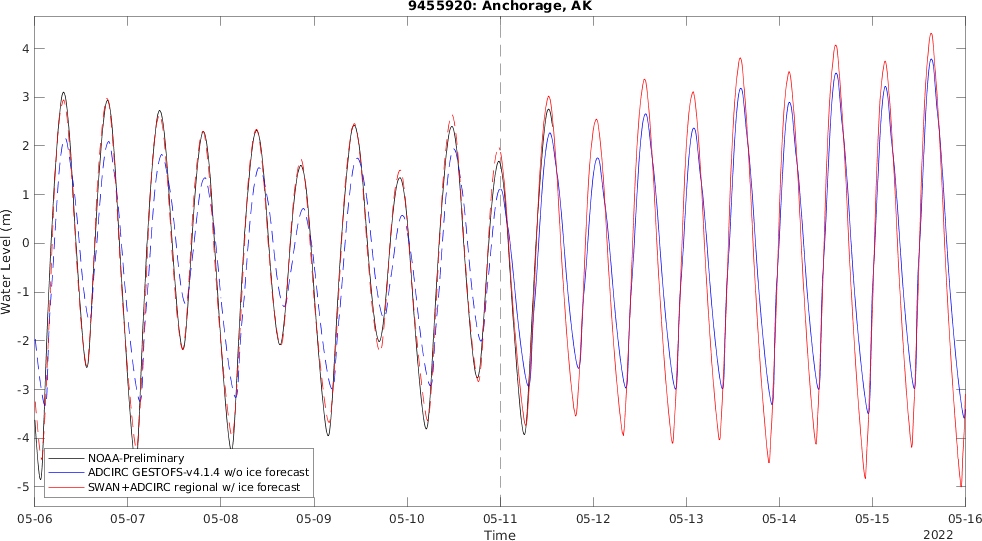 9455920: Anchorage, AK
4
3
2
1
0
-1
-2
-3
-4
-5
Water Level (m)
NOAA-Preliminary
ADCIRC GESTOFS-v4.1.4 w/o ice forecast
SWAN+ADCIRC regional w/ ice forecast
05-06 05-07 05-08 05-09 05-10 05-11 05-12 05-13 05-14 05-15 05-16
Time
2022